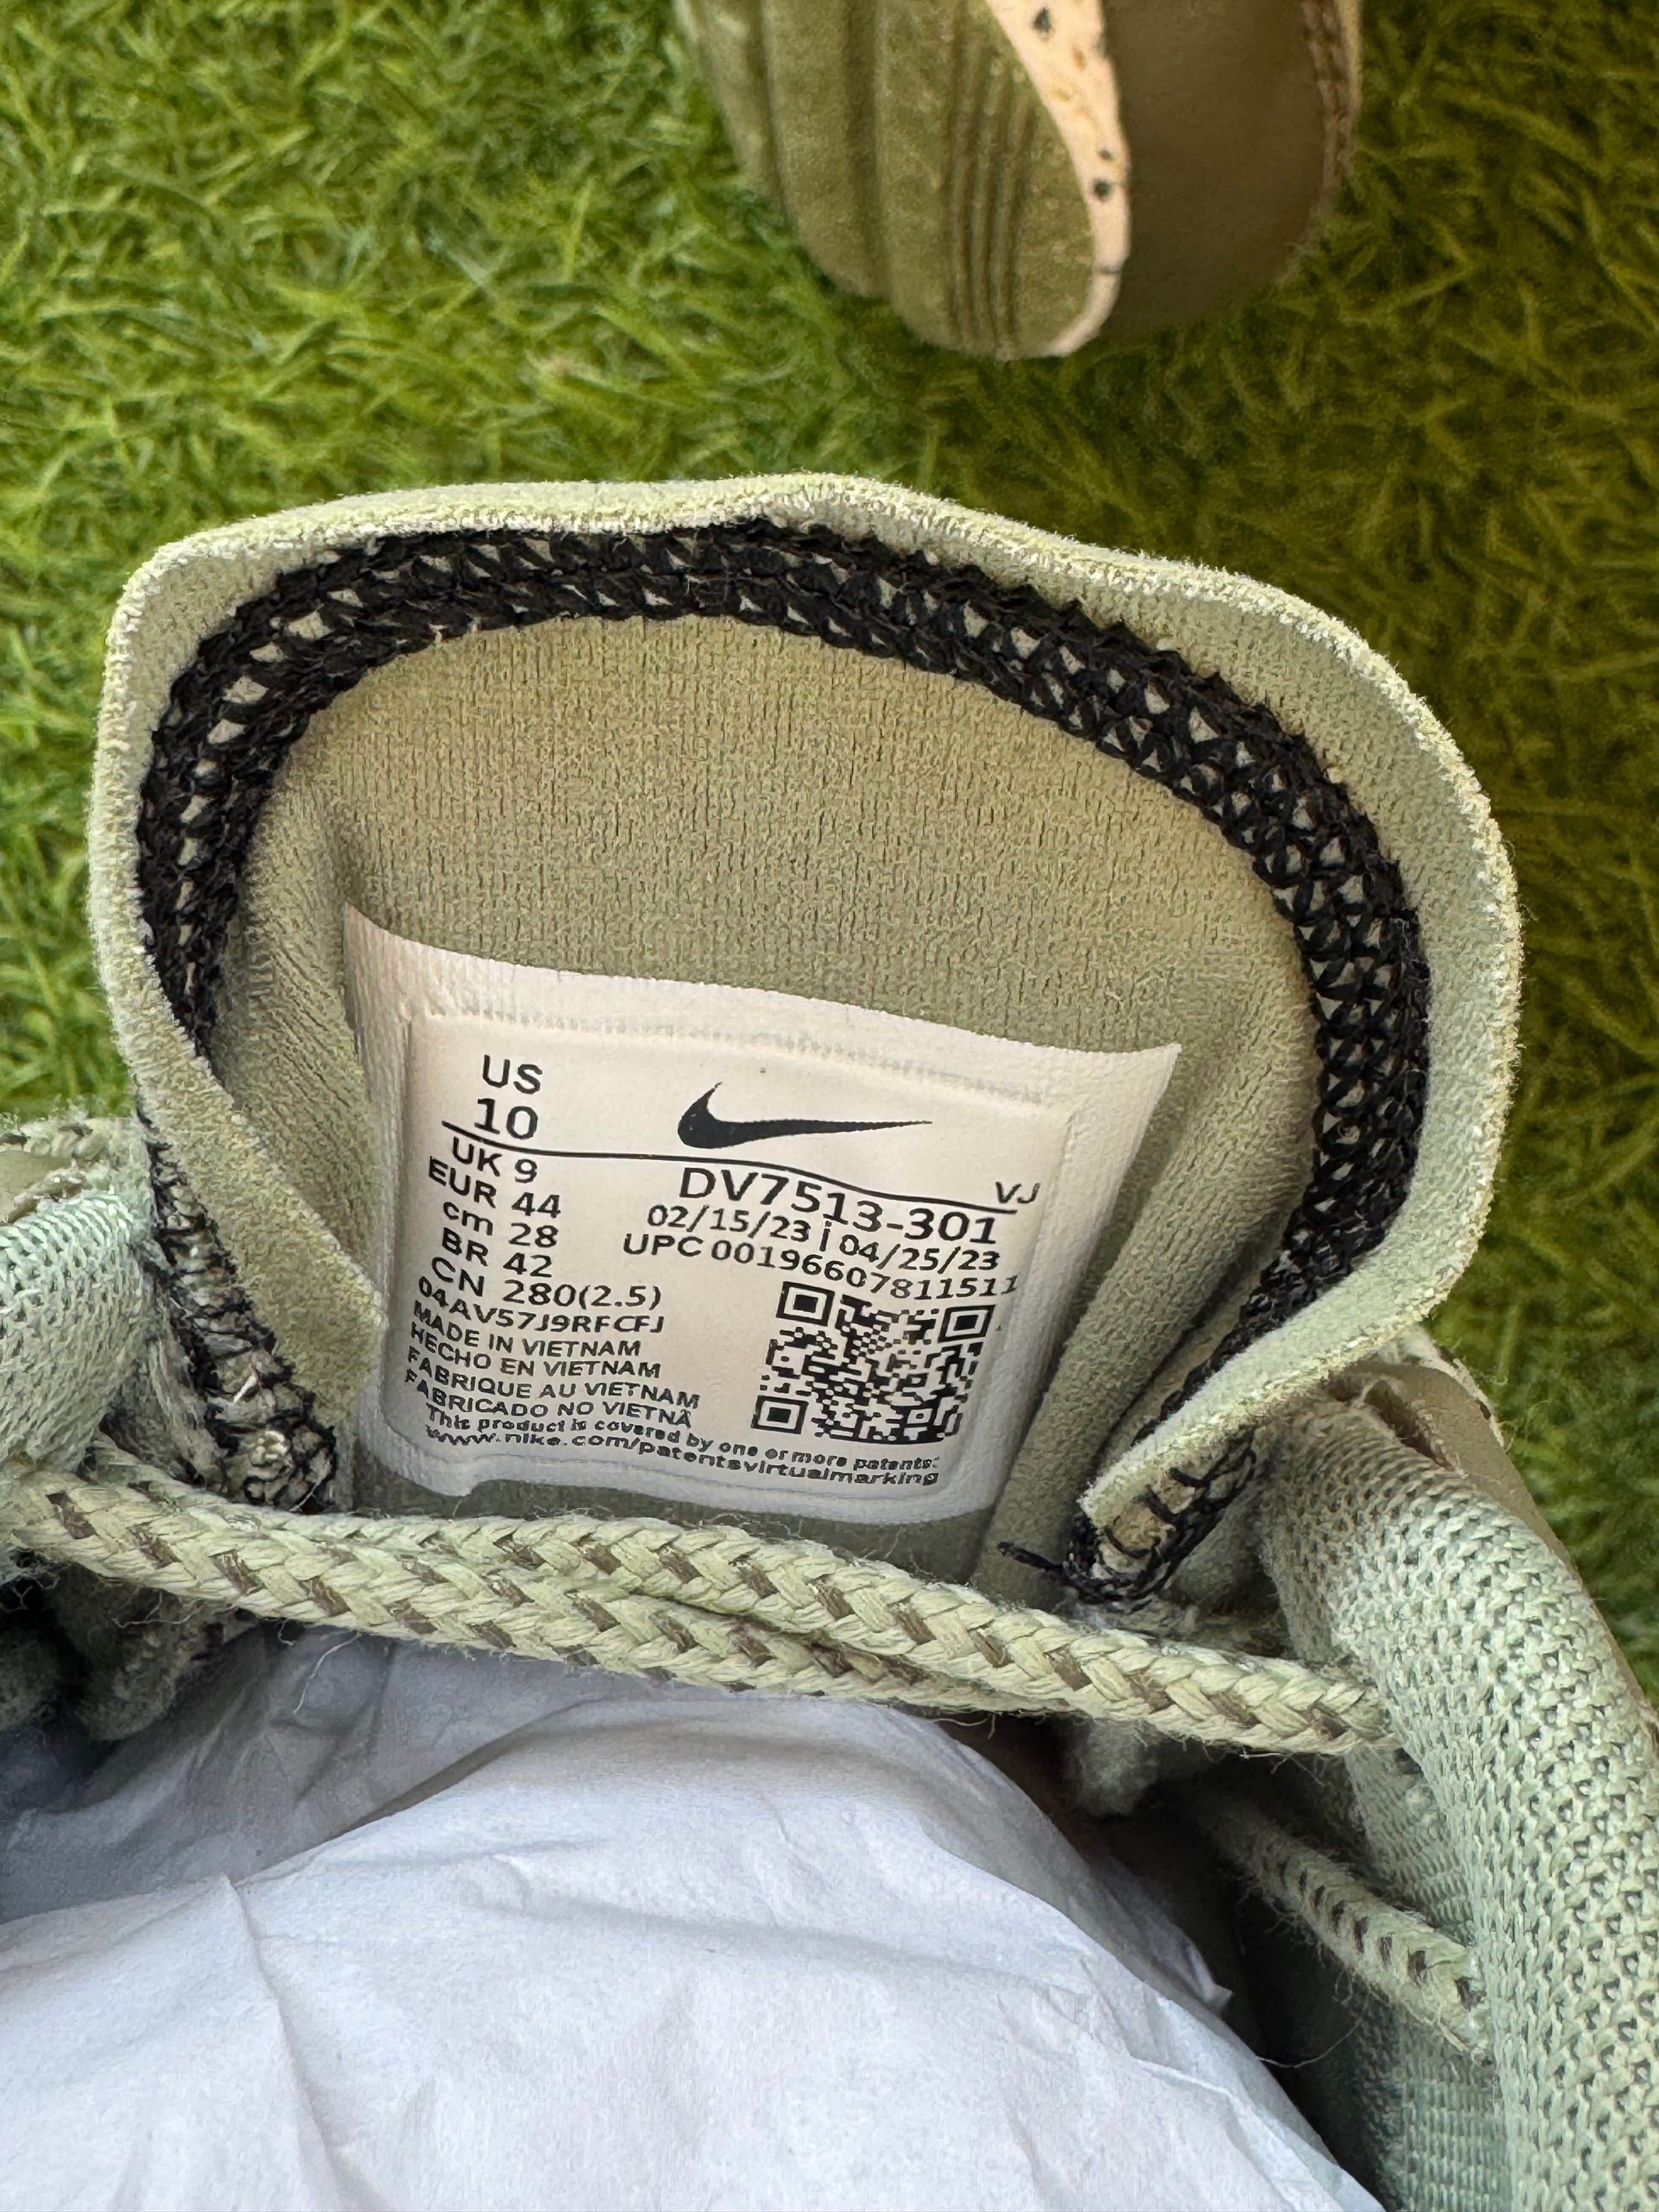 US
10
VJ
UK 9
EUR 44
cm 28
BR 42
CN 280(2.5)
DV7513-301
02/15/23 | 04/25/23
UPC 00196607811511
04AV57J9RFCFJ
MADE IN VIETNAM
HECHO EN VIETNAM
FABRIQUE AU VIETNAM
FABRICADO NO VIETNÃ
This product is covered by one or more patents:
www.nike.com/patentsvirtualmarking